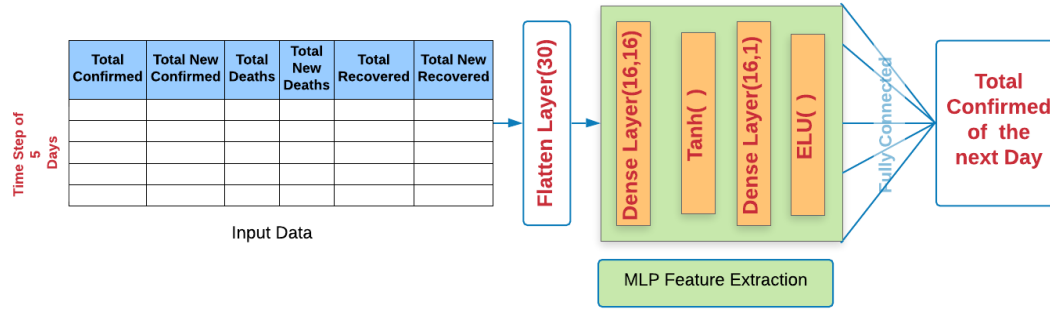 Total
Confirmed
Total New
Confirmed
Total
Deaths
Total
New
Deaths
Total
Recovered
Total New
Recovered
Time Step of
5
Days
Input Data
Flatten Layer(30)
Dense Layer(16,16)
Tanh( )
Dense Layer(16,1)
ELU( )
MLP Feature Extraction
Fully Connected
Total
Confirmed
of the
next Day